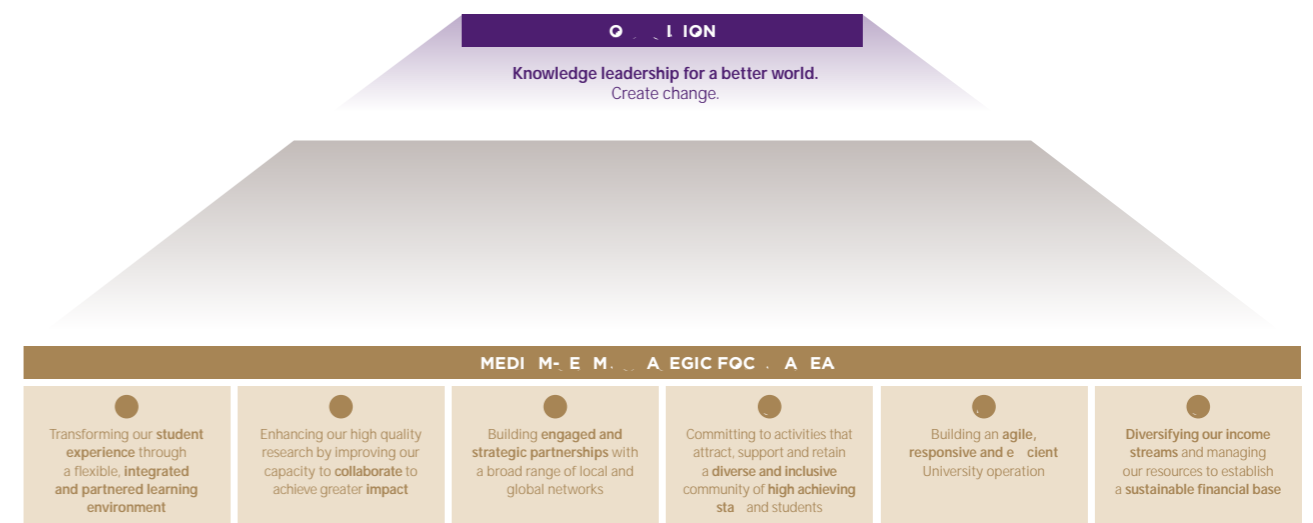 Knowledge leadership for a better world.
Create change.
Transforming our student
experience through
a flexible, integrated
and partnered learning
environment
Enhancing our high quality
research by improving our
capacity to collaborate to
achieve greater impact
Building engaged and
strategic partnerships with
a broad range of local and
global networks
Committing to activities that
attract, support and retain
a diverse and inclusive
community of high achieving
and students
Building an agile,
responsive and
University operation
Diversifying our income
streams and managing
our resources to establish
a sustainable financial base